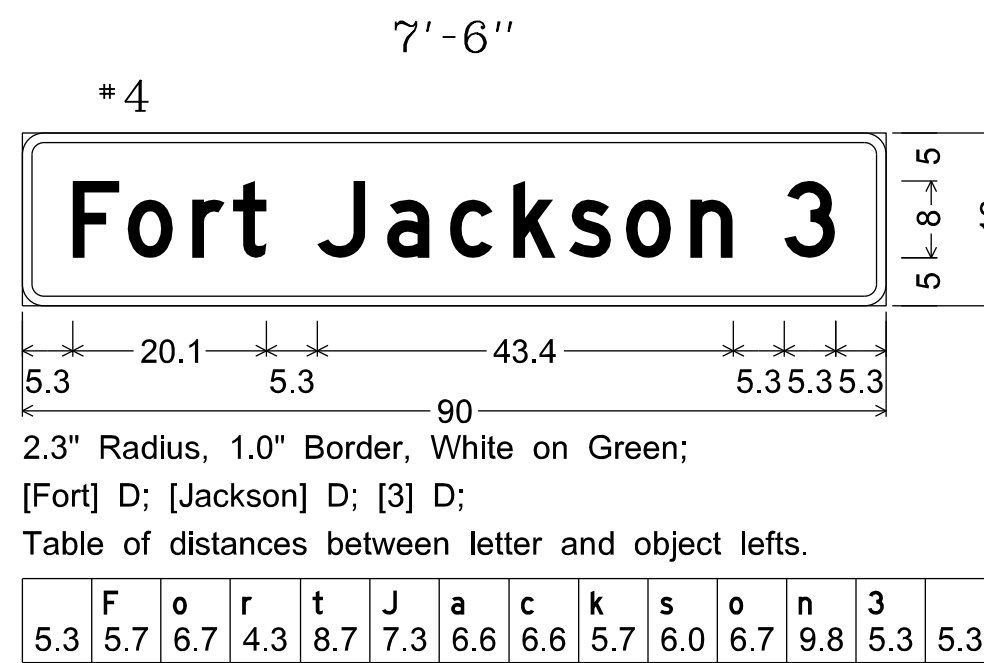 7'-6"
#4
Fort Jackson 3
5
8
5
20.1
43.4
5.3
5.3
5.3 5.3 5.3
90
2.3" Radius, 1.0" Border, White on Green;
[Fort] D; [Jackson] D; [3] D;
Table of distances between letter and object lefts.
F o r t J a c k s o n 3
5.3 5.7 6.7 4.3 8.7 7.3 6.6 6.6 5.7 6.0 6.7 9.8 5.3 5.3